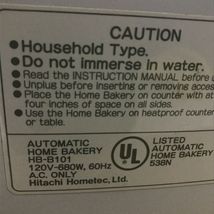 CAUTION
●Household Type.
●Do not immerse in water.
●Read the INSTRUCTION MANUAL before
●Unplug before inserting or removing
●Place Home Bakery on counter with at
four inches of space on all sides.
●Use the Home Bakery on heatproof counter
or table.
AUTOMATIC
HOME BAKERY
HB-B101
120V-680W, 60Hz
A.C. ONLY
Hitachi Hometec, Ltd.
UL
LISTED
AUTOMATIC
HOME BAKERY
538N